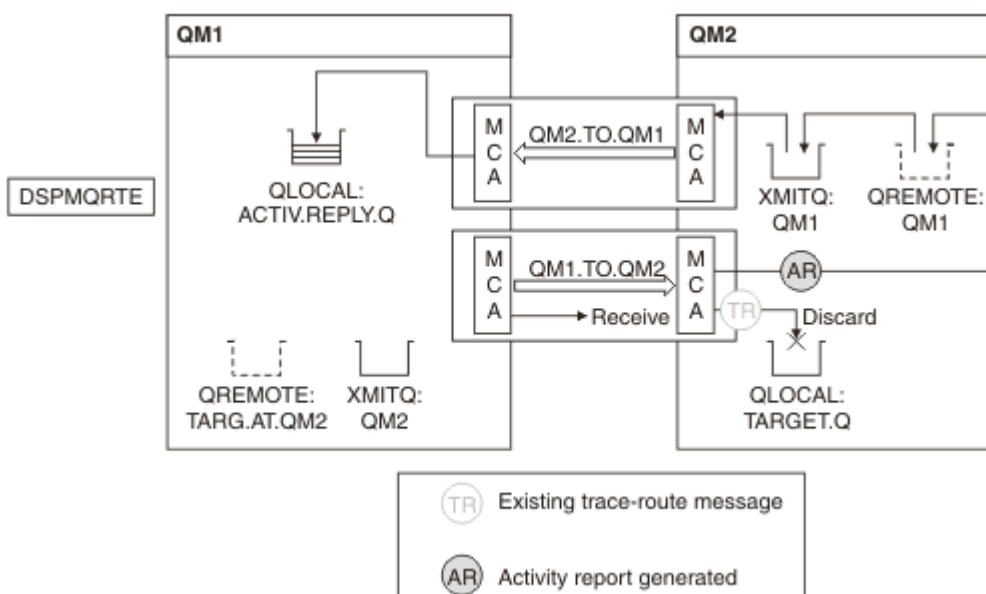 QM1
QM2
DSPMQRTE
QLOCAL:
ACTIV.REPLY.Q
M
C
A
QM2.TO.QM1
M
C
A
XMITQ:
QM1
QREMOTE:
QM1
M
C
A
QM1.TO.QM2
Receive
M
C
A
AR
TR
Discard
QREMOTE:
TARG.AT.QM2
XMITQ:
QM2
QLOCAL:
TARGET.Q
TR Existing trace-route message
AR Activity report generated